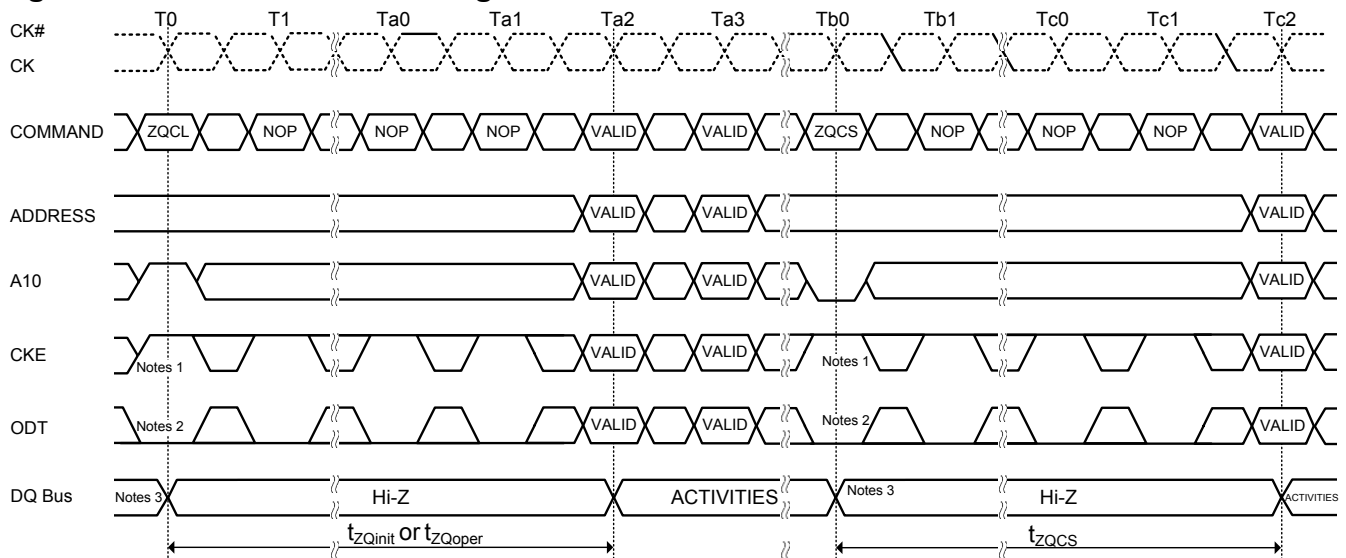 T0 T1 Ta0 Ta1 Ta2 Ta3 Tb0 Tb1 Tc0 Tc1 Tc2
CK#
CK
COMMAND ZQCL NOP NOP NOP VALID VALID ZQCS NOP NOP NOP VALID
ADDRESS VALID VALID VALID
A10 VALID VALID VALID
CKE Notes 1 VALID VALID Notes 1 VALID
ODT Notes 2 VALID VALID Notes 2 VALID
DQ Bus Notes 3 Hi-Z ACTIVITIES Notes 3 Hi-Z ACTIVITIES
tZQinit or tZQoper tZQCS